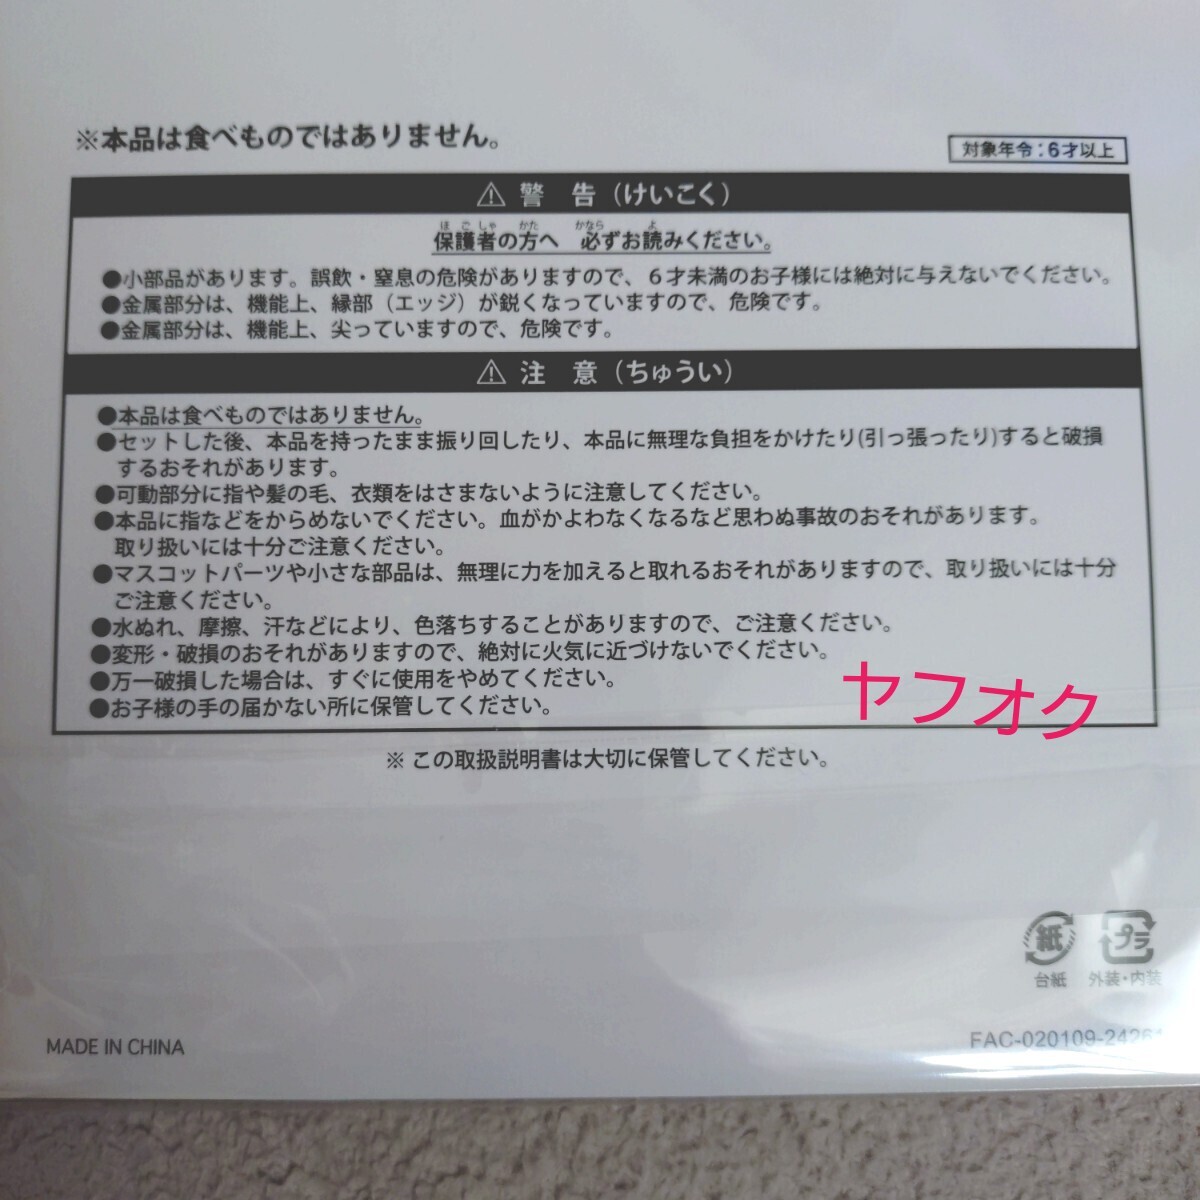 ※本品は食べものではありません。
対象年令：6才以上
⚠ 警 告（けいこく）
ほごしゃ かた かなら よ
保護者の方へ 必ずお読みください。
●小部品があります。誤飲・窒息の危険がありますので、６才未満のお子様には絶対に与えないでください。
●金属部分は、機能上、縁部（エッジ）が鋭くなっていますので、危険です。
●金属部分は、機能上、尖っていますので、危険です。
⚠ 注 意（ちゅうい）
●本品は食べものではありません。
●セットした後、本品を持ったまま振り回したり、本品に無理な負担をかけたり(引っ張ったり)すると破損
するおそれがあります。
●可動部分に指や髪の毛、衣類をはさまないように注意してください。
●本品に指などをからめないでください。血がかよわなくなるなど思わぬ事故のおそれがあります。
取り扱いには十分ご注意ください。
●マスコットパーツや小さな部品は、無理に力を加えると取れるおそれがありますので、取り扱いには十分
ご注意ください。
●水ぬれ、摩擦、汗などにより、色落ちすることがありますので、ご注意ください。
●変形・破損のおそれがありますので、絶対に火気に近づけないでください。
●万一破損した場合は、すぐに使用をやめてください。
●お子様の手の届かない所に保管してください。
ヤフオク
※ この取扱説明書は大切に保管してください。
紙 プラ
台紙 外装・内装
MADE IN CHINA
FAC-020109-24261